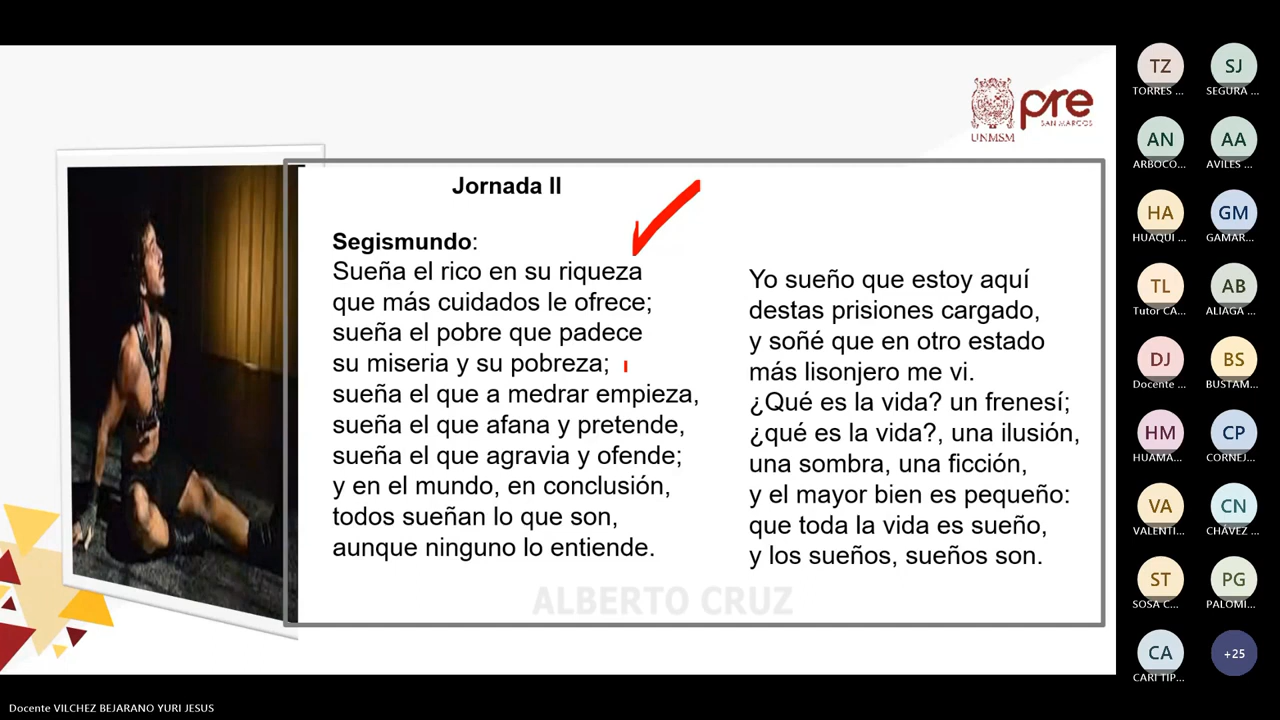 pre
SAN MARCOS
UNMSM
Jornada II
Segismundo:
Sueña el rico en su riqueza
que más cuidados le ofrece;
sueña el pobre que padece
su miseria y su pobreza;
sueña el que a medrar empieza,
sueña el que afana y pretende,
sueña el que agravia y ofende;
y en el mundo, en conclusión,
todos sueñan lo que son,
aunque ninguno lo entiende.
Yo sueño que estoy aquí
destas prisiones cargado,
y soñé que en otro estado
más lisonjero me vi.
¿Qué es la vida? un frenesí;
¿qué es la vida?, una ilusión,
una sombra, una ficción,
y el mayor bien es pequeño:
que toda la vida es sueño,
y los sueños, sueños son.
ALBERTO CRUZ
TZ SJ
TORRES ... SEGURA ...
AN AA
ARBOCO... AVILES ...
HA GM
HUAQUI ... GAMAR...
TL AB
Tutor CA... ALIAGA ...
DJ BS
Docente ... BUSTAM...
HM CP
HUAMA... CORNEJ...
VA CN
VALENTI... CHÁVEZ ...
ST PG
SOSA C... PALOMI...
CA +25
CARI TIP...
Docente VILCHEZ BEJARANO YURI JESUS